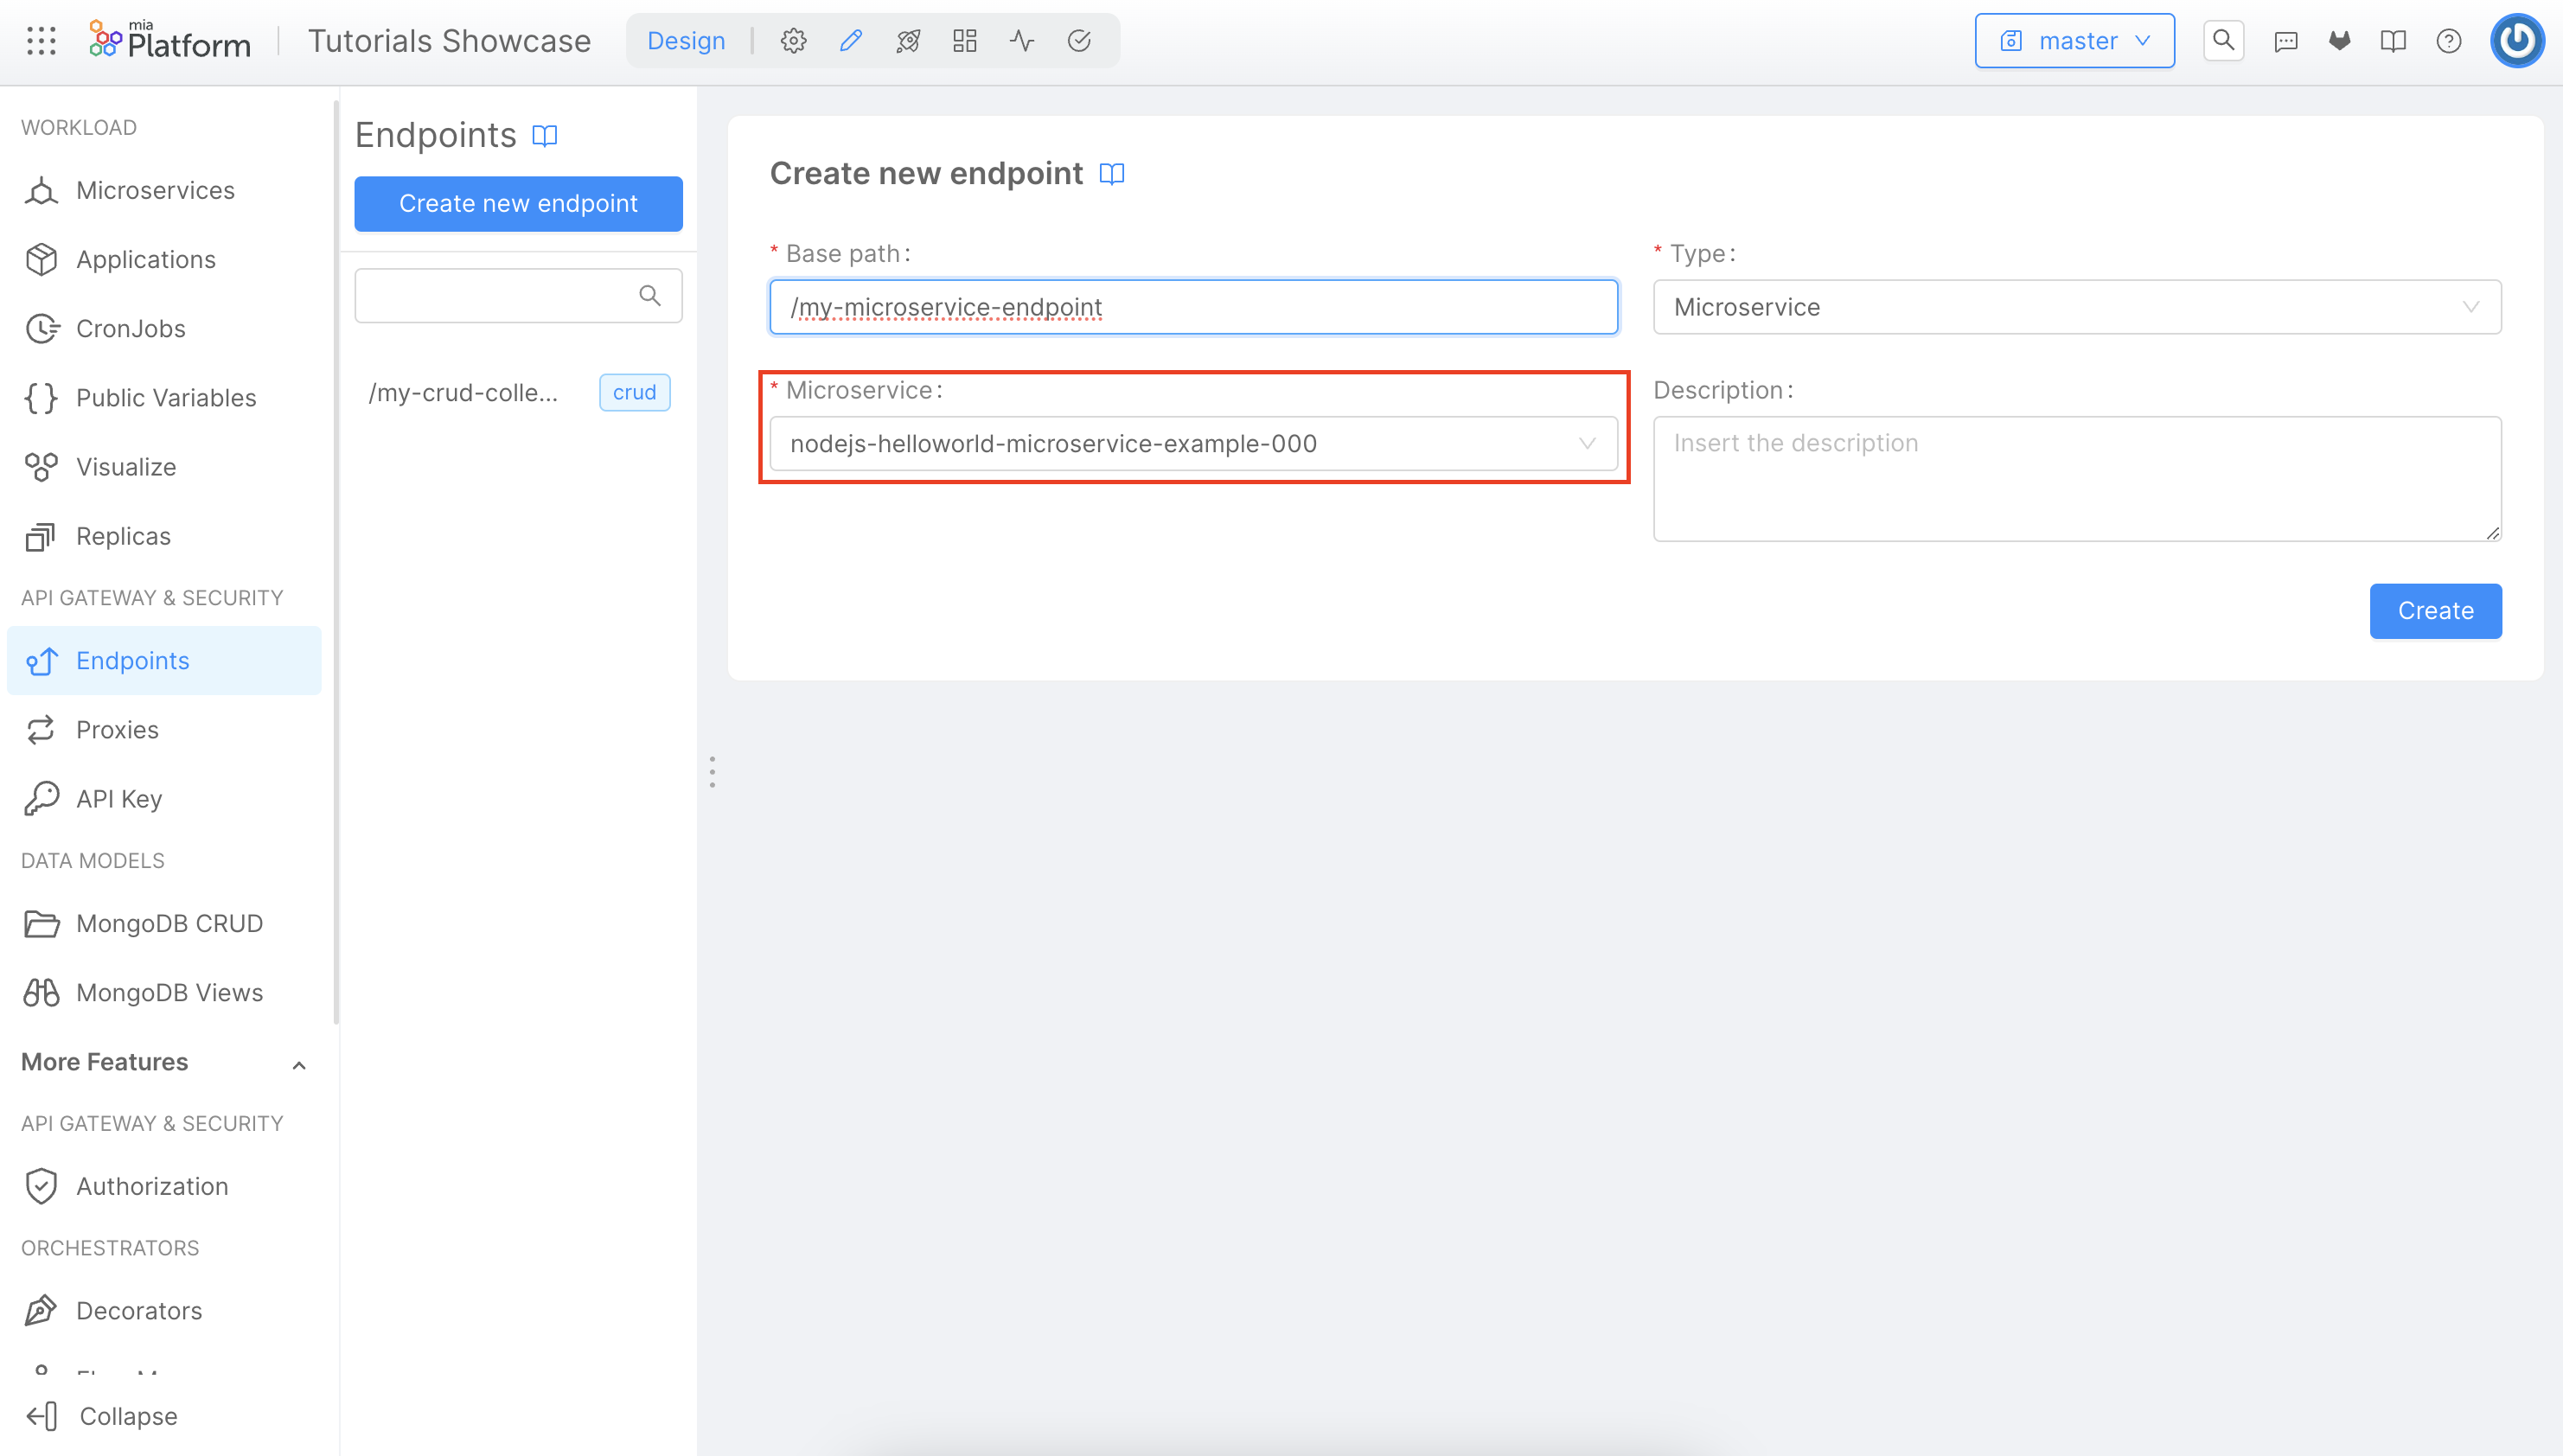 mia
Platform
Tutorials Showcase
Design
master
WORKLOAD
Microservices
Applications
CronJobs
Public Variables
Visualize
Replicas
API GATEWAY & SECURITY
Endpoints
Proxies
API Key
DATA MODELS
MongoDB CRUD
MongoDB Views
More Features
API GATEWAY & SECURITY
Authorization
ORCHESTRATORS
Decorators
Collapse
Endpoints
Create new endpoint
/my-crud-colle... crud
Create new endpoint
* Base path:
/my-microservice-endpoint
* Type:
Microservice
* Microservice:
nodejs-helloworld-microservice-example-000
Description:
Insert the description
Create